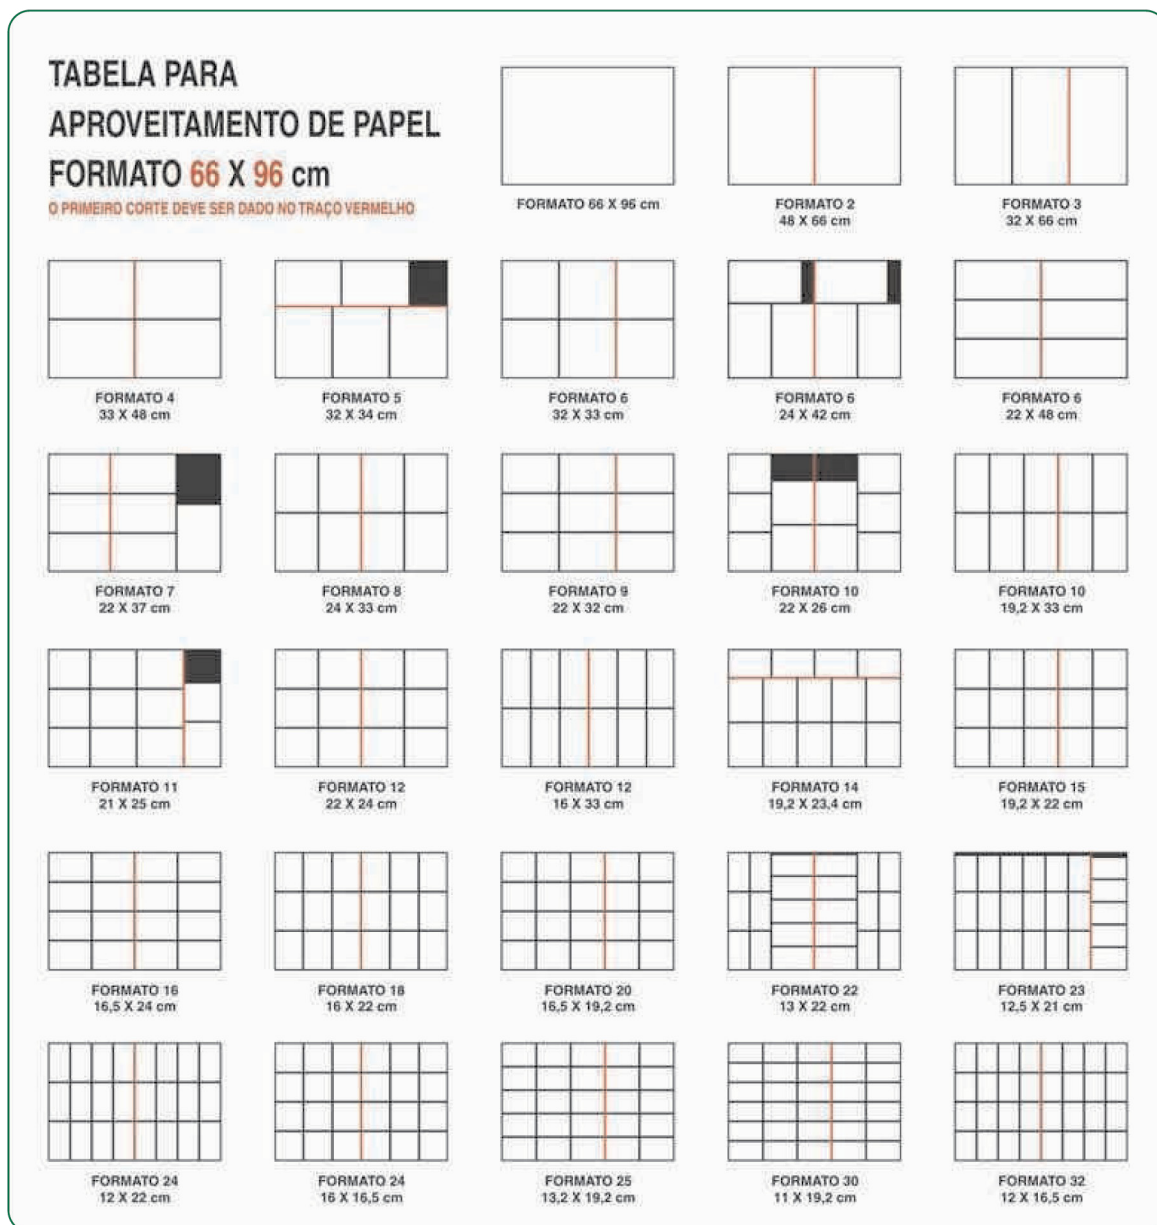 TABELA PARA
APROVEITAMENTO DE PAPEL
FORMATO 66 X 96 cm
O PRIMEIRO CORTE DEVE SER DADO NO TRAÇO VERMELHO
FORMATO 66 X 96 cm
FORMATO 2
48 X 66 cm
FORMATO 3
32 X 66 cm
FORMATO 4
33 X 48 cm
FORMATO 5
32 X 34 cm
FORMATO 6
32 X 33 cm
FORMATO 6
24 X 42 cm
FORMATO 6
22 X 48 cm
FORMATO 7
22 X 37 cm
FORMATO 8
24 X 33 cm
FORMATO 9
22 X 32 cm
FORMATO 10
22 X 26 cm
FORMATO 10
19,2 X 33 cm
FORMATO 11
21 X 25 cm
FORMATO 12
22 X 24 cm
FORMATO 12
16 X 33 cm
FORMATO 14
19,2 X 23,4 cm
FORMATO 15
19,2 X 22 cm
FORMATO 16
16,5 X 24 cm
FORMATO 18
16 X 22 cm
FORMATO 20
16,5 X 19,2 cm
FORMATO 22
13 X 22 cm
FORMATO 23
12,5 X 21 cm
FORMATO 24
12 X 22 cm
FORMATO 24
16 X 16,5 cm
FORMATO 25
13,2 X 19,2 cm
FORMATO 30
11 X 19,2 cm
FORMATO 32
12 X 16,5 cm